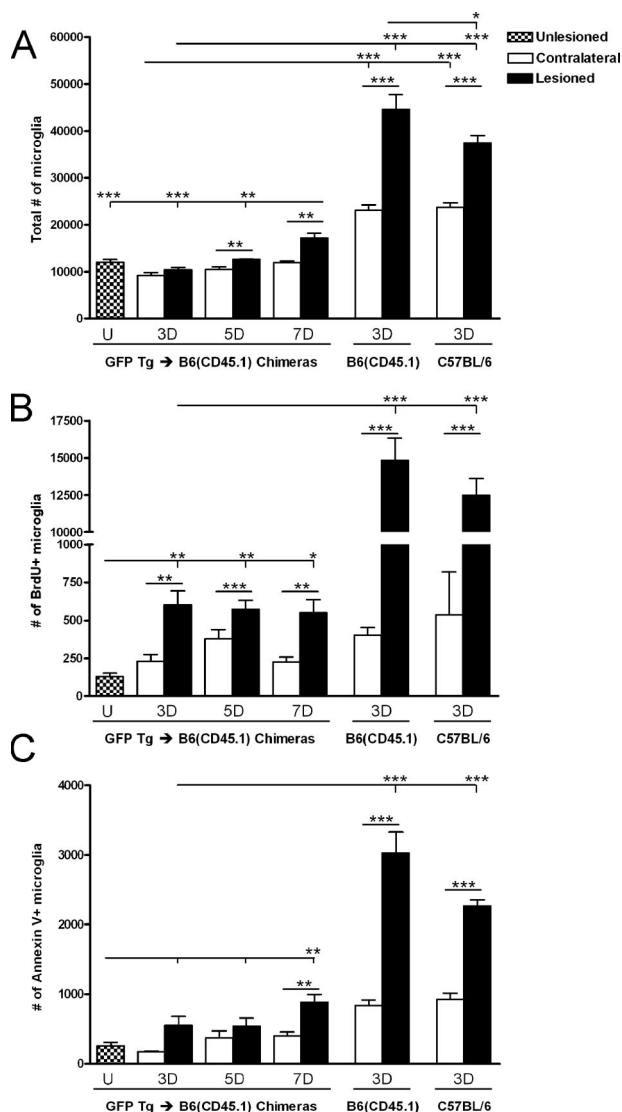 A
Unlesioned
Contralateral
Lesioned
Total # of microglia
60000
50000
40000
30000
20000
10000
0
*
*** ***
*** ***
*** ***
*** *** **
** **
U 3D 5D 7D 3D 3D
GFP Tg ➔ B6(CD45.1) Chimeras B6(CD45.1) C57BL/6
B
# of BrdU+ microglia
17500
15000
12500
10000
1000
750
500
250
0
*** ***
*** ***
** ** *
** *** **
U 3D 5D 7D 3D 3D
GFP Tg ➔ B6(CD45.1) Chimeras B6(CD45.1) C57BL/6
C
# of Annexin V+ microglia
4000
3000
2000
1000
0
*** ***
***
***
**
**
U 3D 5D 7D 3D 3D
GFP Tg ➔ B6(CD45.1) Chimeras B6(CD45.1) C57BL/6